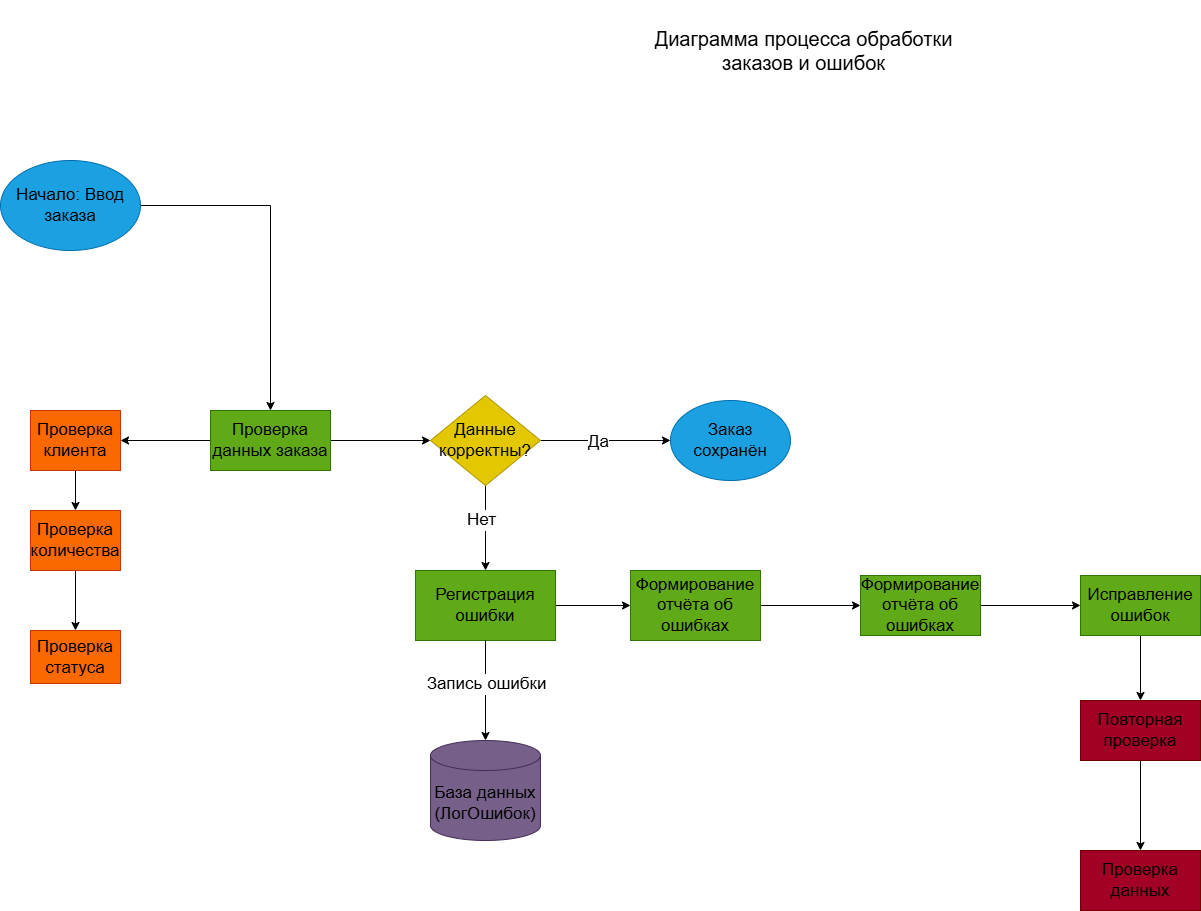 Диаграмма процесса обработки
заказов и ошибок
Начало: Ввод
заказа
Проверка
клиента
Проверка
данных заказа
Данные
корректны?
Да
Заказ
сохранён
Нет
Проверка
количества
Проверка
статуса
Регистрация
ошибки
Формирование
отчёта об
ошибках
Формирование
отчёта об
ошибках
Исправление
ошибок
Запись ошибки
База данных
(ЛогОшибок)
Повторная
проверка
Проверка
данных